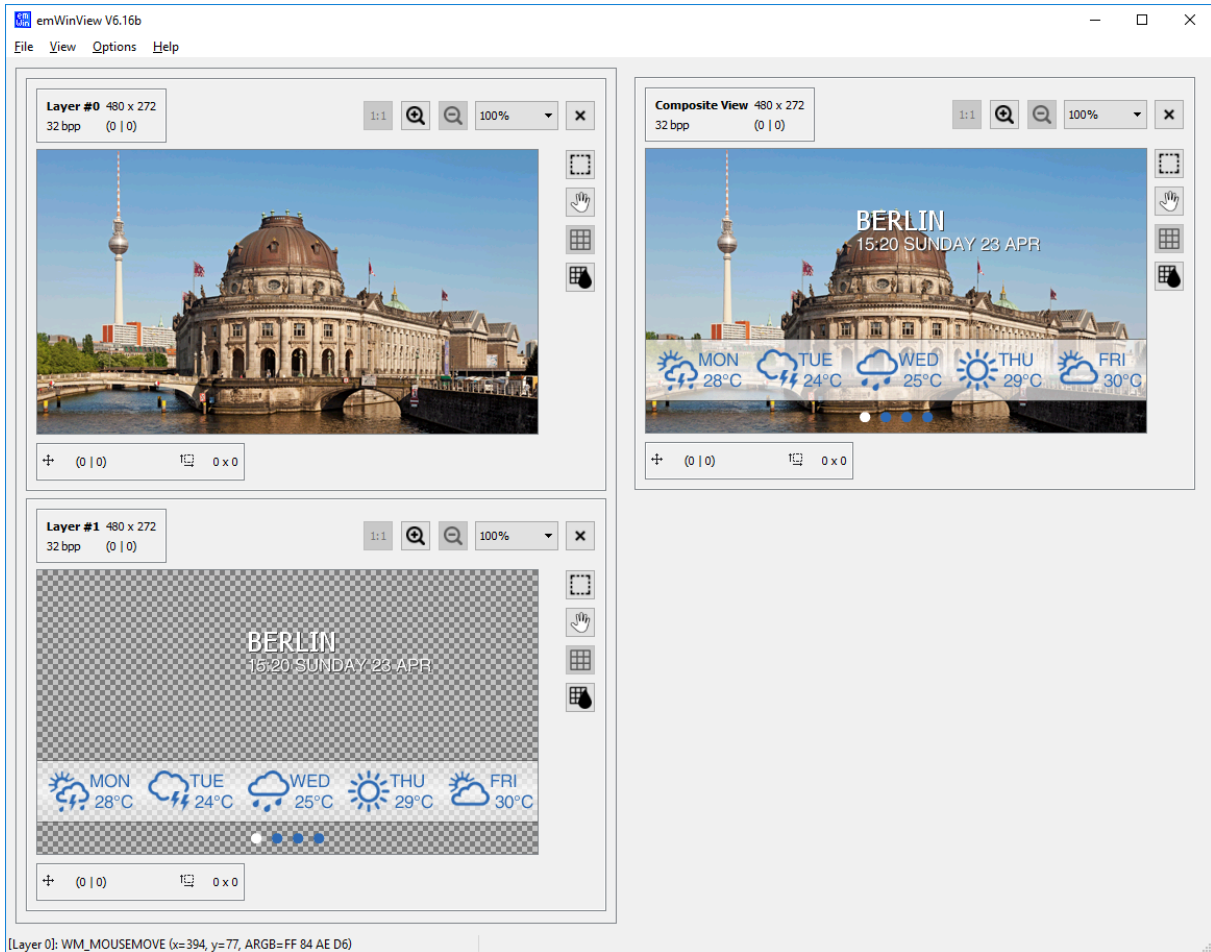 emWinView V6.16b
File View Options Help
Layer #0 480 x 272
32 bpp (0 | 0)
1:1
100%
BERLIN
(0 | 0) 0 x 0
Layer #1 480 x 272
32 bpp (0 | 0)
1:1
100%
BERLIN
15:20 SUNDAY 23 APR
MON
28°C
TUE
24°C
WED
25°C
THU
29°C
FRI
30°C
(0 | 0) 0 x 0
Composite View 480 x 272
32 bpp (0 | 0)
1:1
100%
BERLIN
15:20 SUNDAY 23 APR
MON
28°C
TUE
24°C
WED
25°C
THU
29°C
FRI
30°C
(0 | 0) 0 x 0
[Layer 0]: WM_MOUSEMOVE (x=394, y=77, ARGB=FF 84 AE D6)